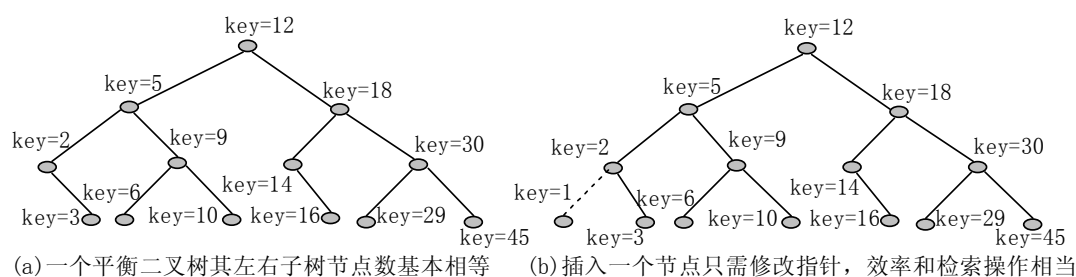 key=12
key=5
key=18
key=2
key=9
key=30
key=6
key=14
key=3
key=10
key=16
key=29
key=45
(a)一个平衡二叉树其左右子树节点数基本相等
key=12
key=5
key=18
key=2
key=9
key=30
key=1
key=6
key=14
key=3
key=10
key=16
key=29
key=45
(b)插入一个节点只需修改指针，效率和检索操作相当